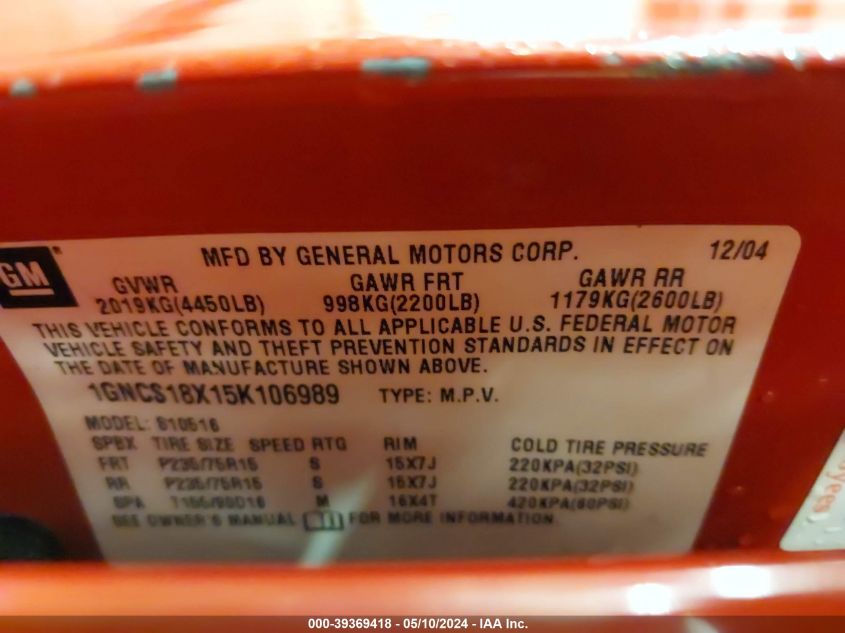 GM
MFD BY GENERAL MOTORS CORP. 12/04
GVWR GAWR FRT GAWR RR
2019KG(4450LB) 998KG(2200LB) 1179KG(2600LB)
THIS VEHICLE CONFORMS TO ALL APPLICABLE U.S. FEDERAL MOTOR
VEHICLE SAFETY AND THEFT PREVENTION STANDARDS IN EFFECT ON
THE DATE OF MANUFACTURE SHOWN ABOVE.
1GNCS18X15K106989 TYPE: M.P.V.
MODEL: S10516
SPBX TIRE SIZE SPEED RTG RIM COLD TIRE PRESSURE
FRT P235/75R15 S 15X7J 220KPA(32PSI)
RR P235/75R15 S 15X7J 220KPA(32PSI)
SPA M 16X4T 420KPA(60PSI)
SEE OWNER'S MANUAL FOR MORE INFORMATION.
000-39369418 - 05/10/2024 - IAA Inc.